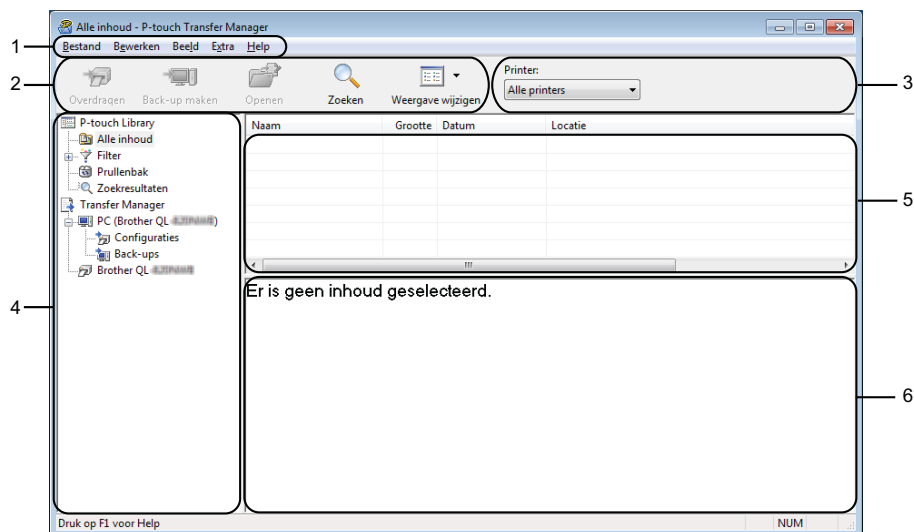 Alle inhoud - P-touch Transfer Manager
1
Bestand Bewerken Beeld Extra Help
2
Overdragen Back-up maken Openen Zoeken Weergave wijzigen
Printer:
Alle printers
3
P-touch Library
Alle inhoud
Filter
Prullenbak
Zoekresultaten
Transfer Manager
PC (Brother QL )
Configuraties
Back-ups
Brother QL
4
Naam Grootte Datum Locatie
5
Er is geen inhoud geselecteerd.
6
Druk op F1 voor Help
NUM